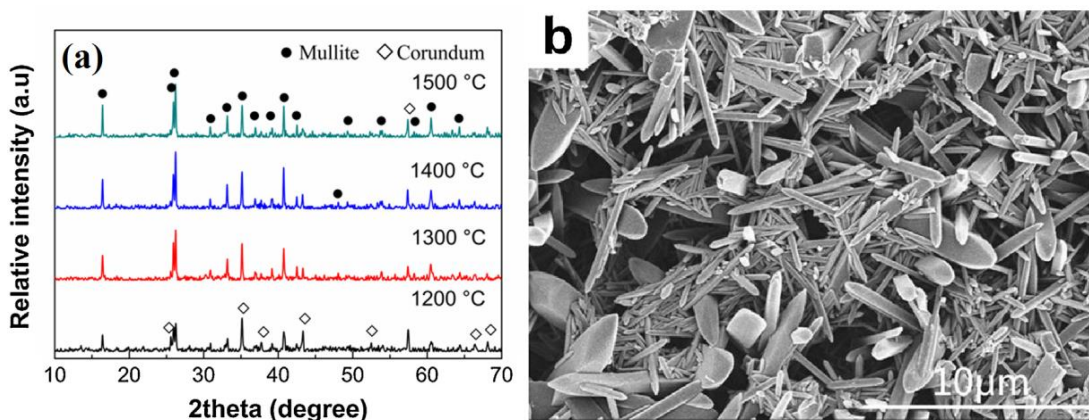 (a)
● Mullite ◇ Corundum
1500 °C
1400 °C
1300 °C
1200 °C
Relative intensity (a.u)
10 20 30 40 50 60 70
2theta (degree)
b
10μm